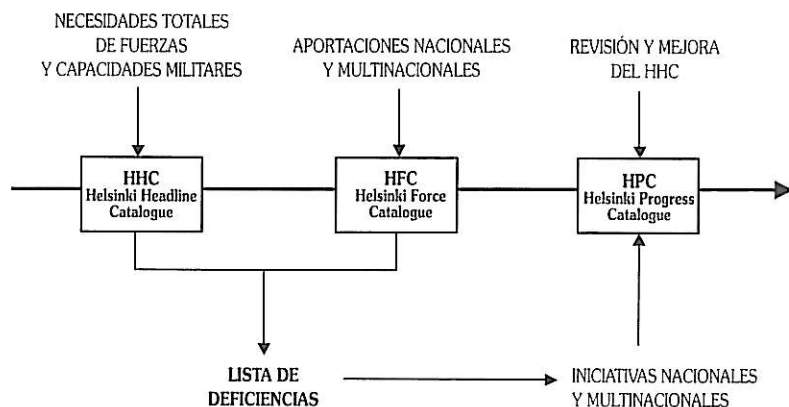 NECESIDADES TOTALES
DE FUERZAS
Y CAPACIDADES MILITARES
APORTACIONES NACIONALES
Y MULTINACIONALES
REVISIÓN Y MEJORA
DEL HHC
HHC
Helsinki Headline
Catalogue
HFC
Helsinki Force
Catalogue
HPC
Helsinki Progress
Catalogue
LISTA DE
DEFICIENCIAS
INICIATIVAS NACIONALES
Y MULTINACIONALES